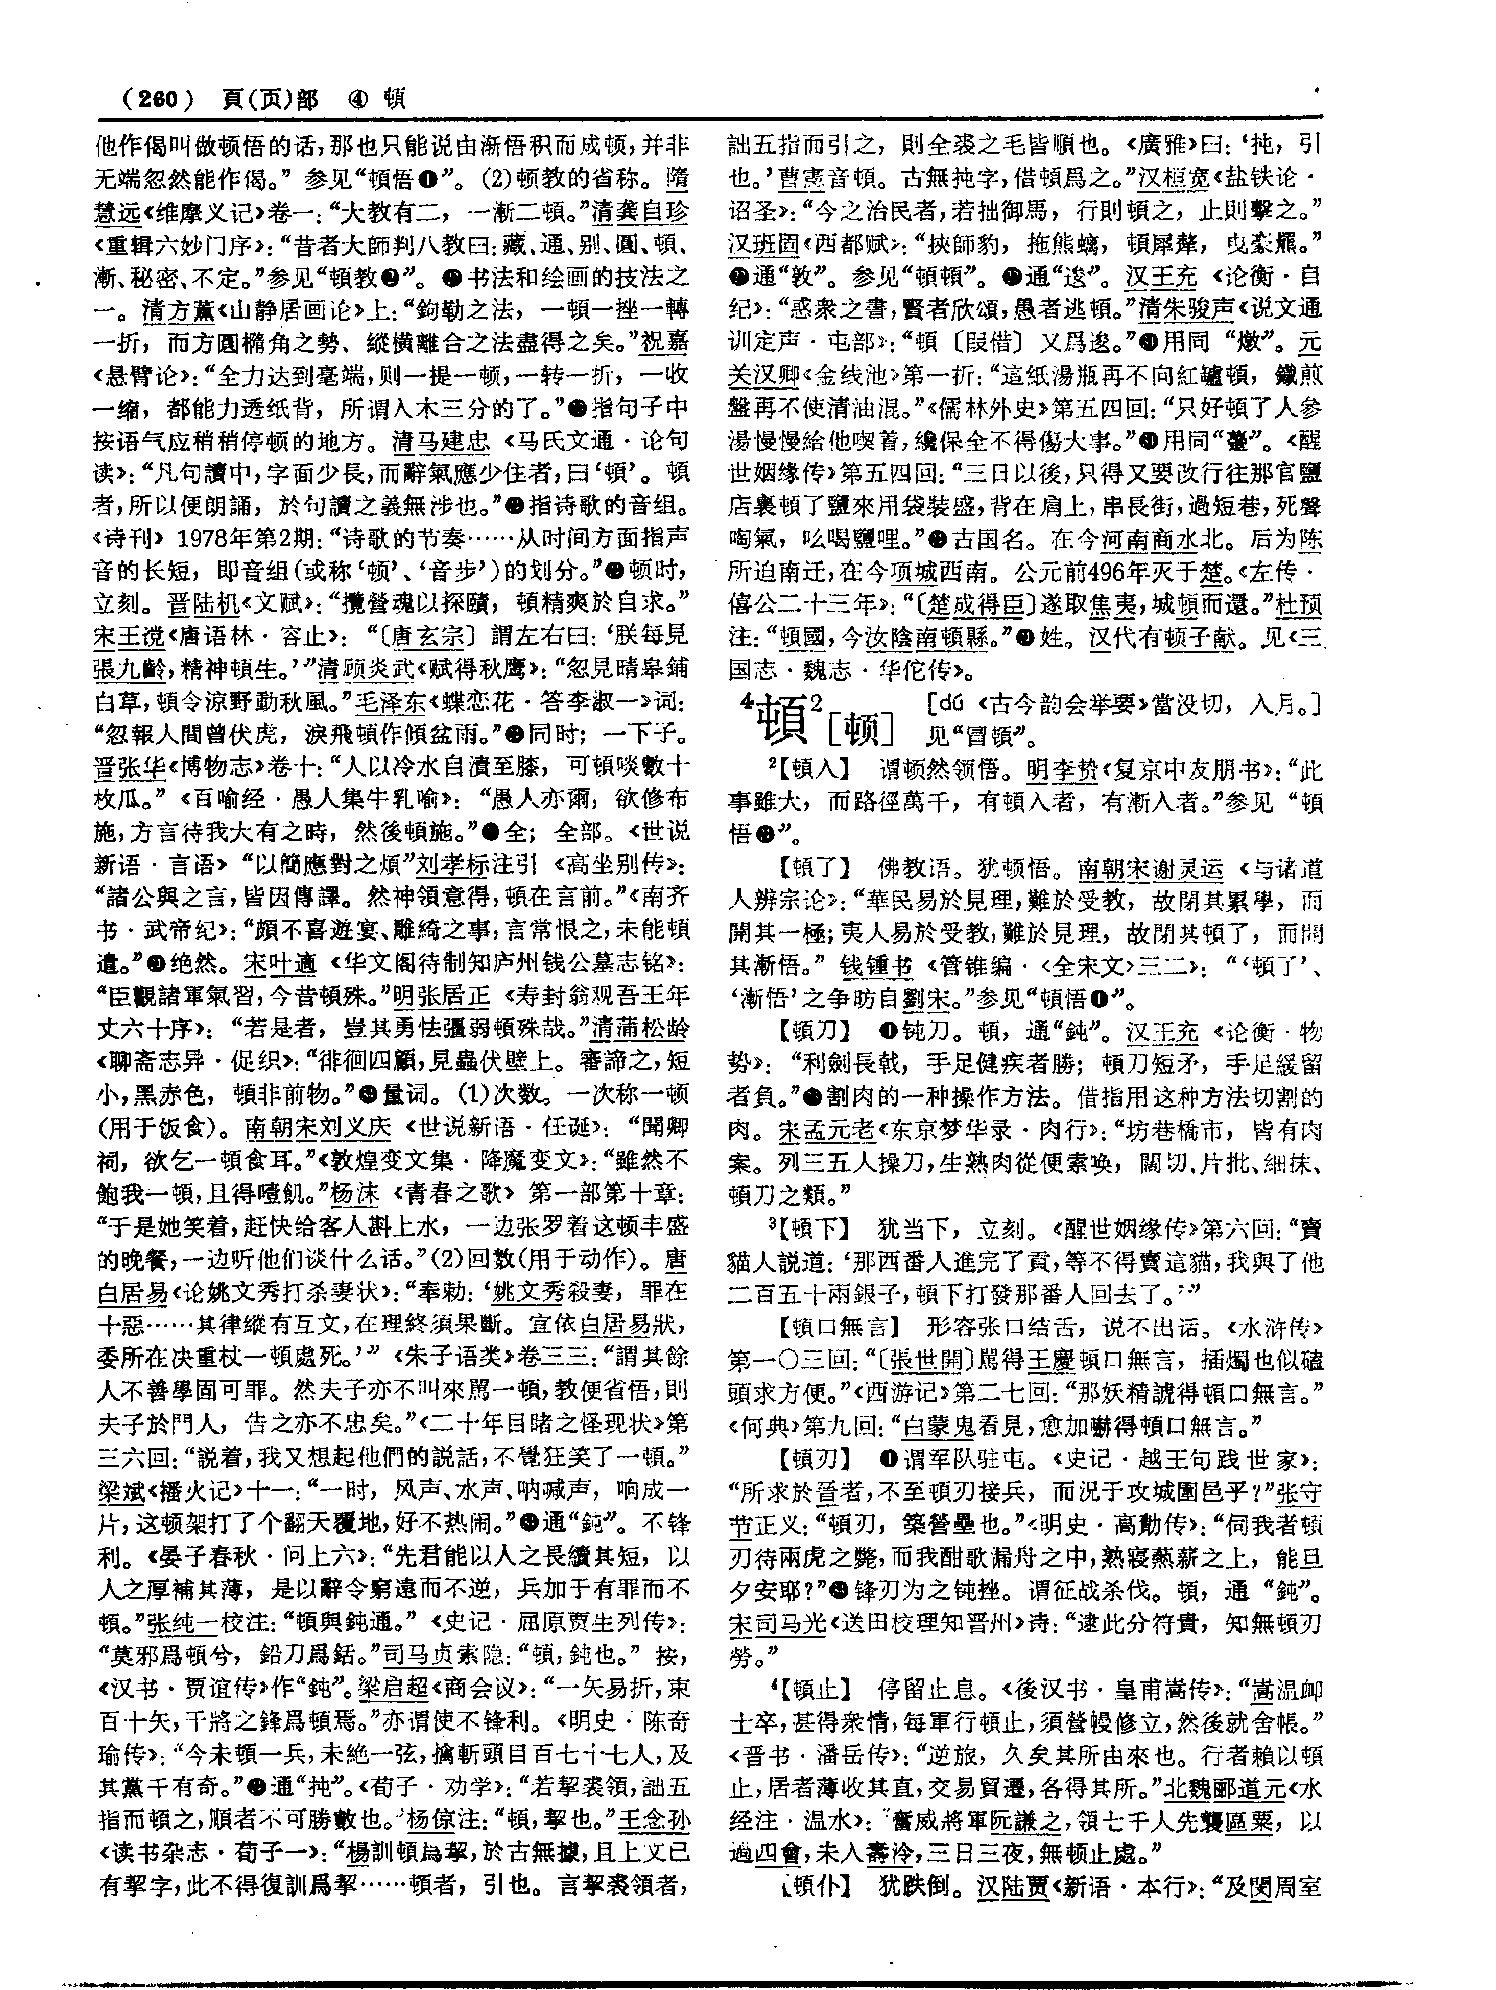 (260) 頁(页)部 ④ 頓
他作偈叫做顿悟的话,那也只能说由渐悟积而成顿,并非
无端忽然能作偈。”参见“頓悟❶”。(2)顿教的省称。隋
慧远《维摩义记》卷一:“大教有二,一漸二頓。”清龚自珍
《重辑六妙门序》:“昔者大師判八教曰:藏、通、别、圓、頓、
漸、秘密、不定。”参见“頓教❷”。書法和绘画的技法之
一。清方薰《山静居画论》上:“鉤勒之法,一頓一挫一轉
一折,而方圓橢角之勢、縱横離合之法盡得之矣。”祝嘉
《悬臂论》:“全力达到毫端,则一提一顿,一转一折,一收
一缩,都能力透纸背,所谓入木三分的了。”指句子中
按语气应稍稍停顿的地方。清马建忠《马氏文通·论句
读》:“凡句讀中,字面少長,而辭氣應少住者,曰‘頓’。頓
者,所以便朗誦,於句讀之義無涉也。”指诗歌的音组。
《诗刊》1978年第2期:“诗歌的节奏……从时间方面指声
音的长短,即音组(或称‘顿’、‘音步’)的划分。”顿时,
立刻。晋陆机《文赋》:“攬營魂以探賾,頓精爽於自求。”
宋王谠《唐语林·容止》:“〔唐玄宗〕謂左右曰:‘朕每見
張九齡,精神頓生。’”清顾炎武《赋得秋鹰》:“忽見晴臯鋪
白草,頓令涼野動秋風。”毛泽东《蝶恋花·答李淑一》词:
“忽報人間曾伏虎,淚飛頓作傾盆雨。”同时;一下子。
晋张华《博物志》卷十:“人以冷水自漬至膝,可頓啖數十
枚瓜。”《百喻经·愚人集牛乳喻》:“愚人亦爾,欲修布
施,方言待我大有之時,然後頓施。”全;全部。《世说
新语·言语》“以簡應對之煩”刘孝标注引《高坐别传》:
“諸公與之言,皆因傳譯。然神領意得,頓在言前。”《南齐
书·武帝纪》:“頗不喜遊宴、雕綺之事,言常恨之,未能頓
遣。”绝然。宋叶適《华文阁待制知庐州钱公墓志铭》:
“臣觀諸軍氣習,今昔頓殊。”明张居正《寿封翁观吾王年
丈六十序》:“若是者,豈其勇怯彊弱頓殊哉。”清蒲松龄
《聊斋志异·促织》:“徘徊四顧,見蟲伏壁上。審諦之,短
小,黑赤色,頓非前物。”量词。(1)次数。一次称一顿
(用于饭食)。南朝宋刘义庆《世说新语·任诞》:“聞卿
祠,欲乞一頓食耳。”《敦煌变文集·降魔变文》:“雖然不
飽我一頓,且得噎飢。”杨沫《青春之歌》第一部第十章:
“于是她笑着,赶快给客人斟上水,一边张罗着这顿丰盛
的晚餐,一边听他们谈什么话。”(2)回数(用于动作)。唐
白居易《论姚文秀打杀妻状》:“奉勅:‘姚文秀殺妻,罪在
十惡……其律縱有互文,在理終須果斷。宜依白居易狀,
委所在决重杖一頓處死。’”《朱子语类》卷三三:“謂其餘
人不善學固可罪。然夫子亦不叫來罵一頓,教便省悟,則
夫子於門人,告之亦不忠矣。”《二十年目睹之怪现状》第
三六回:“説着,我又想起他們的説話,不覺狂笑了一頓。”
梁斌《播火记》十一:“一时,风声、水声、呐喊声,响成一
片,这顿架打了个翻天覆地,好不热闹。”通“鈍”。不锋
利。《晏子春秋·问上六》:“先君能以人之長續其短,以
人之厚補其薄,是以辭令窮遠而不逆,兵加于有罪而不
頓。”张纯一校注:“頓與鈍通。”《史记·屈原贾生列传》:
“莫邪爲頓兮,鉛刀爲銛。”司马贞索隐:“頓,鈍也。”按,
《汉书·贾谊传》作“鈍”。梁启超《商会议》:“一矢易折,束
百十矢,干將之鋒爲頓焉。”亦谓使不锋利。《明史·陈奇
瑜传》:“今未頓一兵,未絶一弦,擒斬頭目百七十七人,及
其黨千有奇。”通“扽”。《荀子·劝学》:“若挈裘領,詘五
指而頓之,順者不可勝數也。”杨倞注:“頓,挈也。”王念孙
《读书杂志·荀子一》:“楊訓頓爲挈,於古無據,且上文已
有挈字,此不得復訓爲挈……頓者,引也。言挈裘領者,
詘五指而引之,則全裘之毛皆順也。《廣雅》曰:‘扽,引
也。’曹憲音頓。古無扽字,借頓爲之。”汉桓宽《盐铁论·
诏圣》:“今之治民者,若拙御馬,行則頓之,止則擊之。”
汉班固《西都赋》:“挾師豹,拖熊螭,頓犀犛,曳豪羆。”
通“敦”。参见“頓頓”。通“遁”。汉王充《论衡·自
纪》:“惑衆之書,賢者欣頌,愚者逃頓。”清朱骏声《说文通
训定声·屯部》:“頓〔叚借〕又爲遁。”用同“燉”。元
关汉卿《金线池》第一折:“這紙湯瓶再不向紅罏頓,鐵煎
盤再不使清油混。”《儒林外史》第五四回:“只好頓了人參
湯慢慢給他喫着,纔保全不得傷大事。”用同“躉”。《醒
世姻缘传》第五四回:“三日以後,只得又要改行往那官鹽
店裏頓了鹽來用袋裝盛,背在肩上,串長街,過短巷,死聲
啕氣,吆喝鹽哩。”古国名。在今河南商水北。后为陈
所迫南迁,在今项城西南。公元前496年灭于楚。《左传·
僖公二十三年》:“〔楚成得臣〕遂取焦夷,城頓而還。”杜预
注:“頓國,今汝陰南頓縣。”姓。汉代有顿子献。见《三
国志·魏志·华佗传》。
4頓2[顿] [dú《古今韵会举要》當没切,入月。]
见“冒頓”。
2【頓入】 谓顿然领悟。明李贽《复京中友朋书》:“此
事雖大,而路徑萬千,有頓入者,有漸入者。”参见“頓
悟”。
【頓了】 佛教语。犹顿悟。南朝宋谢灵运《与诸道
人辨宗论》:“華民易於見理,難於受教,故閉其累學,而
開其一極;夷人易於受教,難於見理,故閉其頓了,而開
其漸悟。”钱锺书《管锥编·〈全宋文〉三二》:“‘頓了’、
‘漸悟’之争昉自劉宋。”参见“頓悟❶”。
【頓刀】 ❶钝刀。頓,通“鈍”。汉王充《论衡·物
势》:“利劍長戟,手足健疾者勝;頓刀短矛,手足緩留
者負。”❷割肉的一种操作方法。借指用这种方法切割的
肉。宋孟元老《东京梦华录·肉行》:“坊巷橋市,皆有肉
案。列三五人操刀,生熟肉從便索唤,闊切、片批、細抹、
頓刀之類。”
3【頓下】 犹当下,立刻。《醒世姻缘传》第六回:“賣
貓人説道:‘那西番人進完了貢,等不得賣這貓,我與了他
二百五十兩銀子,頓下打發那番人回去了。’”
【頓口無言】 形容张口结舌,说不出话。《水浒传》
第一〇三回:“〔張世開〕罵得王慶頓口無言,插燭也似磕
頭求方便。”《西游记》第二七回:“那妖精諕得頓口無言。”
《何典》第九回:“白蒙鬼看見,愈加嚇得頓口無言。”
【頓刃】 ❶谓军队驻屯。《史记·越王句践世家》:
“所求於晉者,不至頓刃接兵,而況于攻城圍邑乎?”张守
节正义:“頓刃,築營壘也。”《明史·高勣传》:“伺我者頓
刃待兩虎之斃,而我酣歌漏舟之中,熟寢爇薪之上,能旦
夕安耶?”❷锋刃为之钝挫。谓征战杀伐。頓,通“鈍”。
宋司马光《送田校理知晋州》诗:“逮此分符貴,知無頓刃
勞。”
4【頓止】 停留止息。《後汉书·皇甫嵩传》:“嵩温卹
士卒,甚得衆情,每軍行頓止,須營幔修立,然後就舍帳。”
《晋书·潘岳传》:“逆旅,久矣其所由來也。行者賴以頓
止,居者薄收其直,交易貿遷,各得其所。”北魏酈道元《水
经注·温水》:“奮威將軍阮謙之,領七千人先襲區粟,以
過四會,未入壽泠,三日三夜,無顿止處。”
【頓仆】 犹跌倒。汉陆贾《新语·本行》:“及閔周室